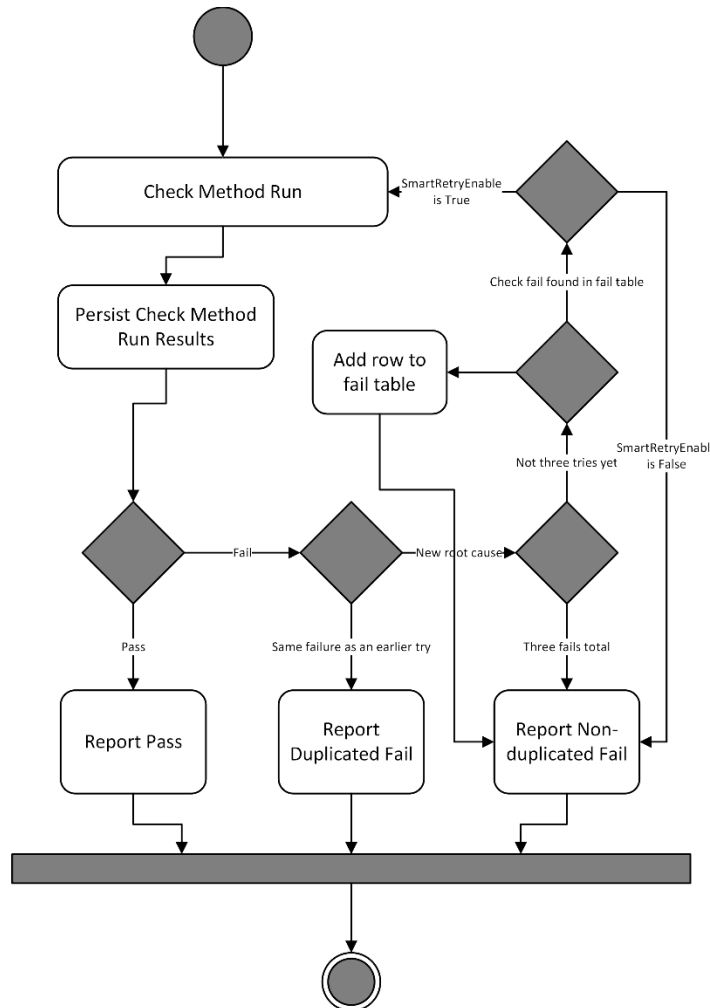 Check Method Run
SmartRetryEnable
is True
Persist Check Method
Run Results
Check fail found in fail table
Add row to
fail table
SmartRetryEnabl
is False
Not three tries yet
Fail
New root cause
Pass
Same failure as an earlier try
Three fails total
Report Pass
Report
Duplicated Fail
Report Non-
duplicated Fail